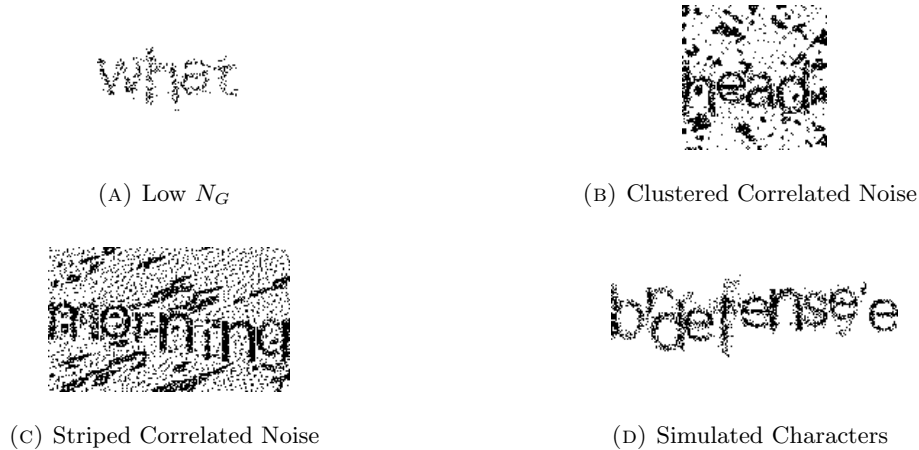 what
head
(A) Low N_G
(B) Clustered Correlated Noise
morning
(C) Striped Correlated Noise
(D) Simulated Characters